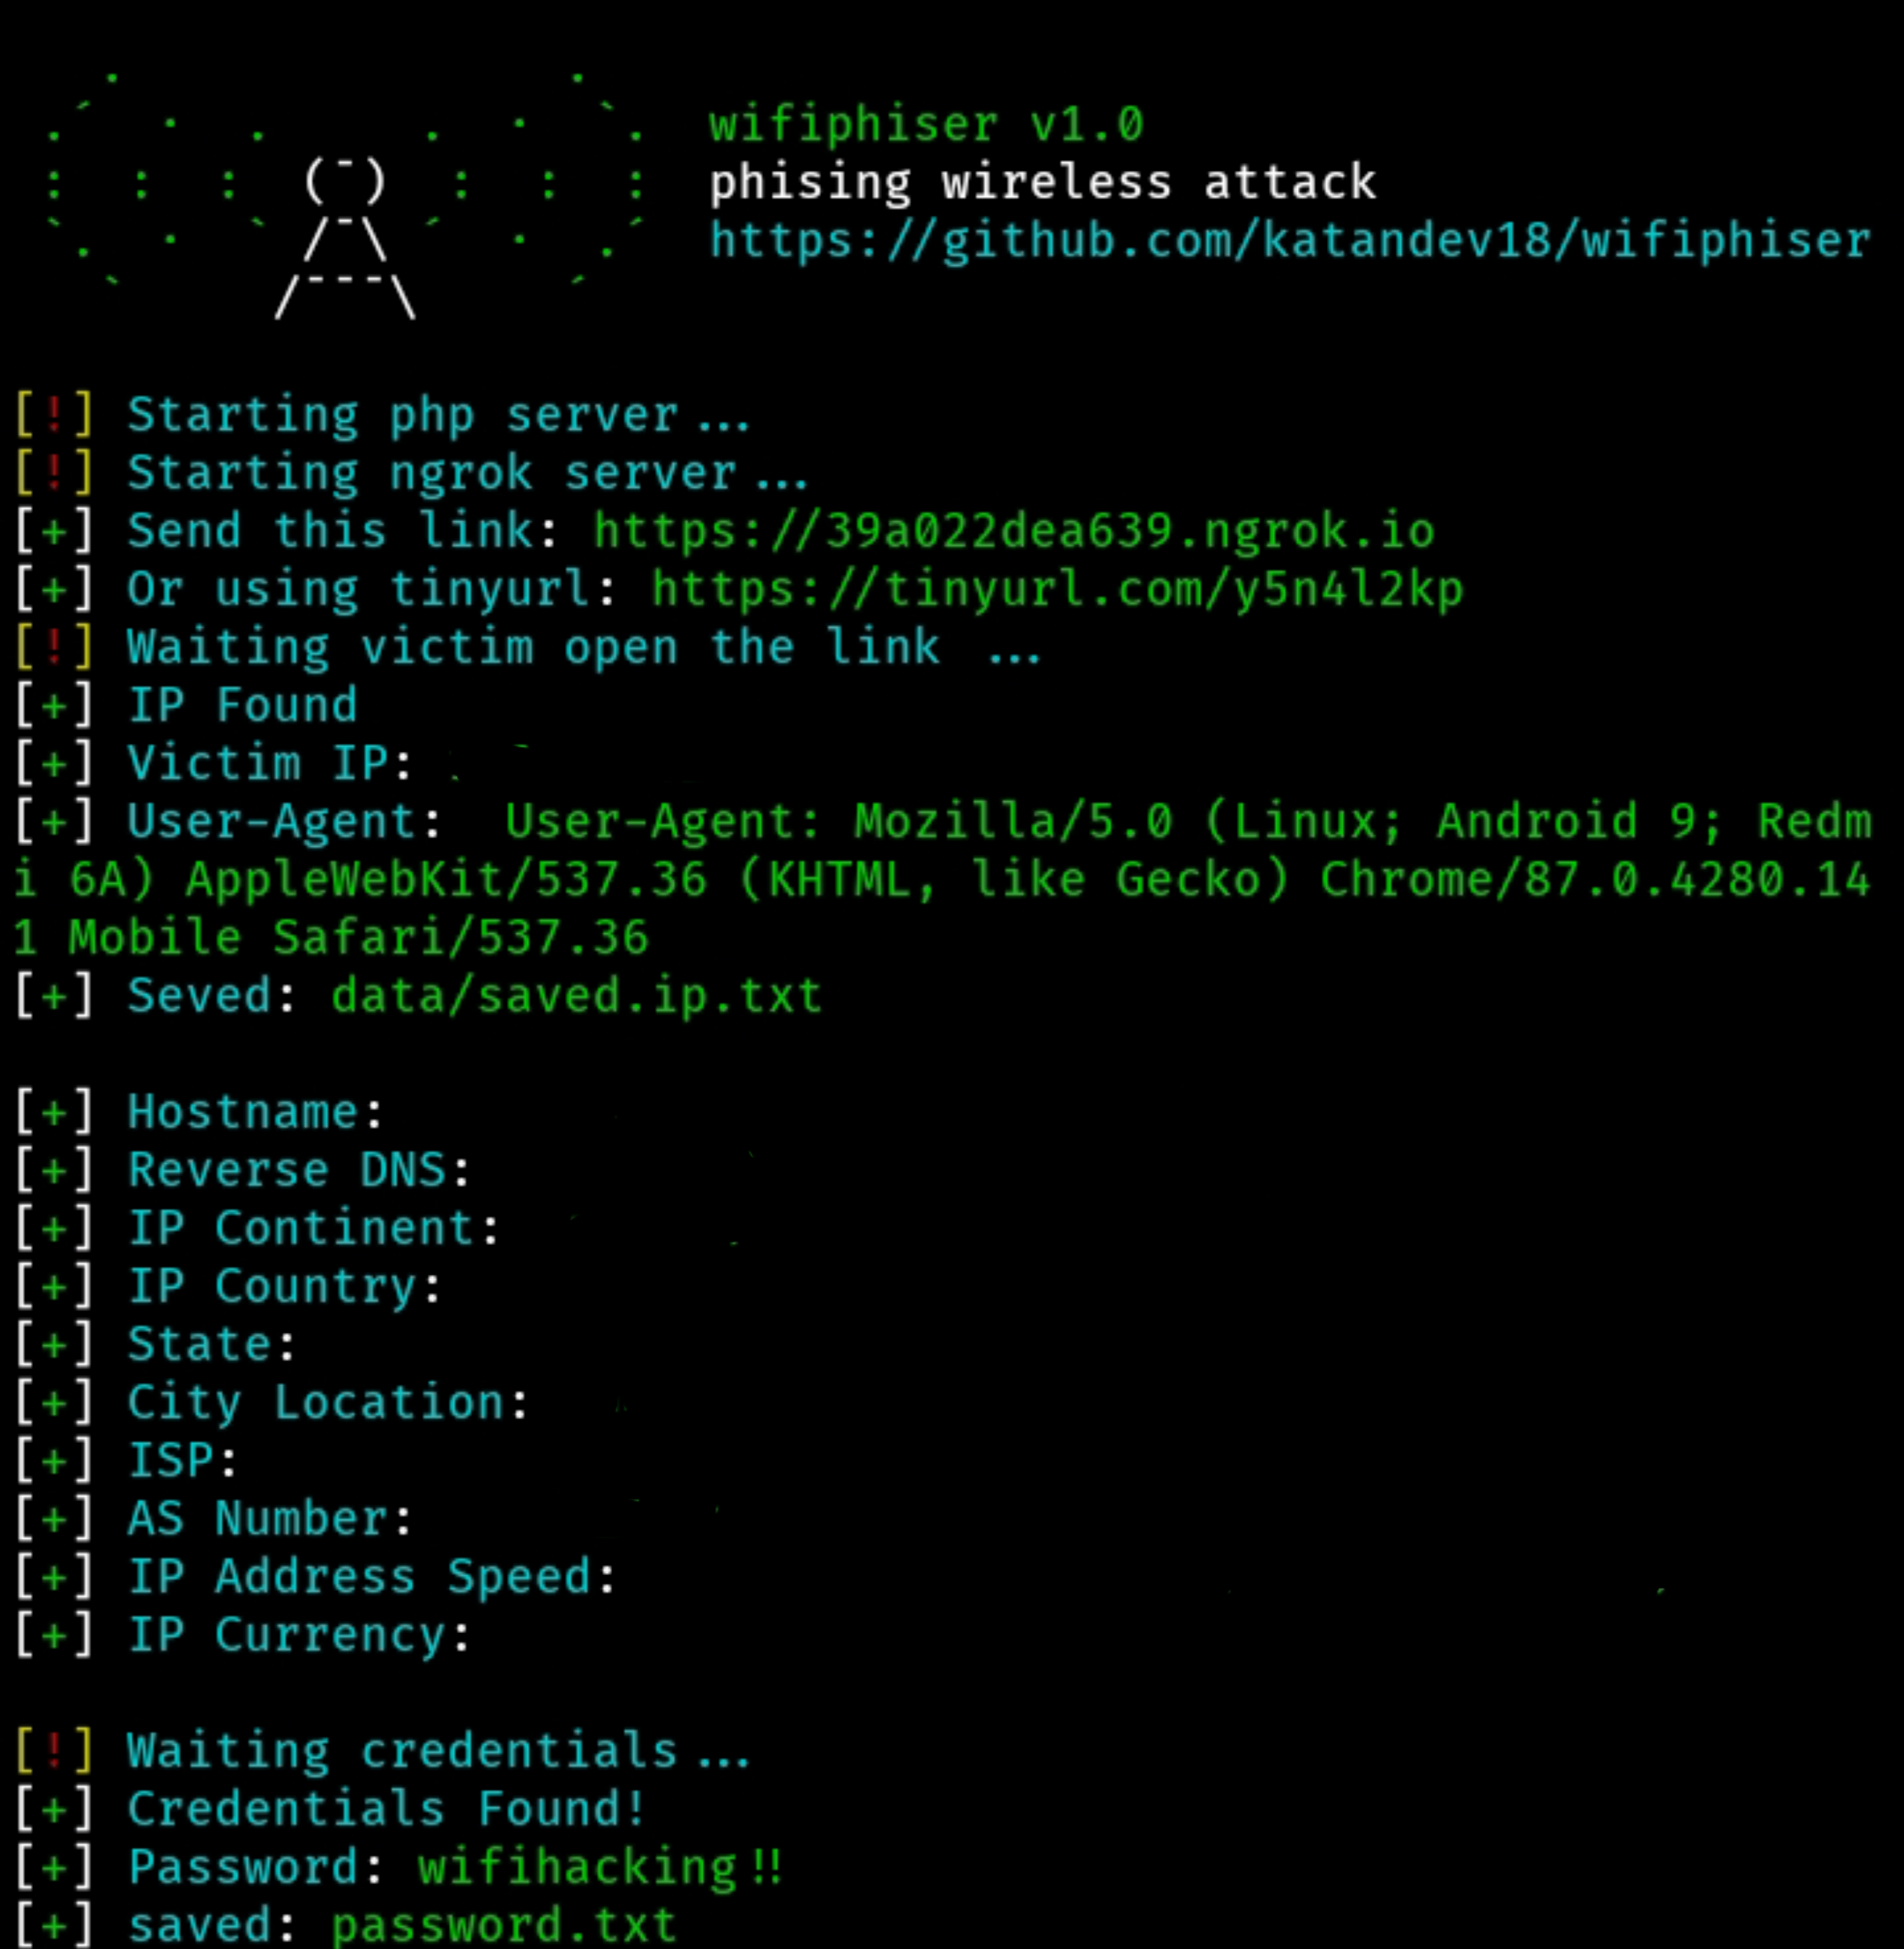 wifiphiser v1.0
phising wireless attack
https://github.com/katandev18/wifiphiser
[!] Starting php server...
[!] Starting ngrok server...
[+] Send this link: https://39a022dea639.ngrok.io
[+] Or using tinyurl: https://tinyurl.com/y5n4l2kp
[!] Waiting victim open the link ...
[+] IP Found
[+] Victim IP:
[+] User-Agent:  User-Agent: Mozilla/5.0 (Linux; Android 9; Redm
i 6A) AppleWebKit/537.36 (KHTML, like Gecko) Chrome/87.0.4280.14
1 Mobile Safari/537.36
[+] Seved: data/saved.ip.txt
[+] Hostname:
[+] Reverse DNS:
[+] IP Continent:
[+] IP Country:
[+] State:
[+] City Location:
[+] ISP:
[+] AS Number:
[+] IP Address Speed:
[+] IP Currency:
[!] Waiting credentials...
[+] Credentials Found!
[+] Password: wifihacking!!
[+] saved: password.txt